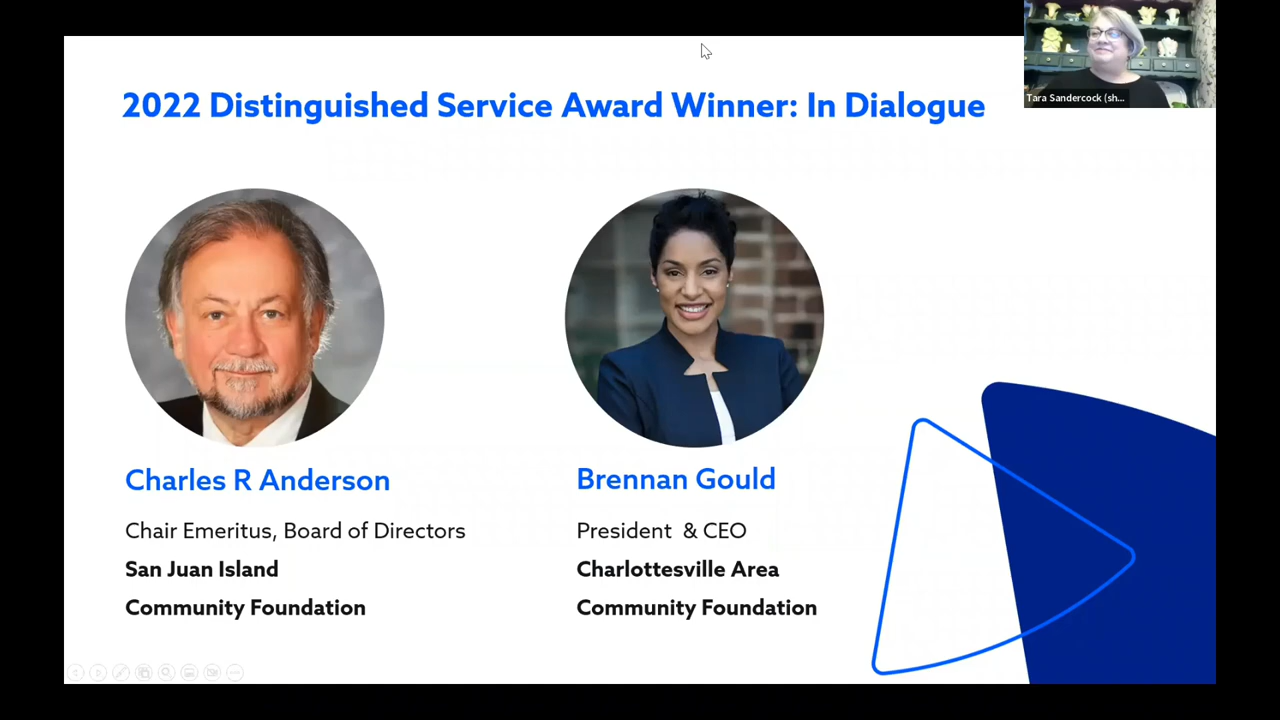 2022 Distinguished Service Award Winner: In Dialogue
Tara Sandercock (sh...
Charles R Anderson
Chair Emeritus, Board of Directors
San Juan Island
Community Foundation
Brennan Gould
President & CEO
Charlottesville Area
Community Foundation